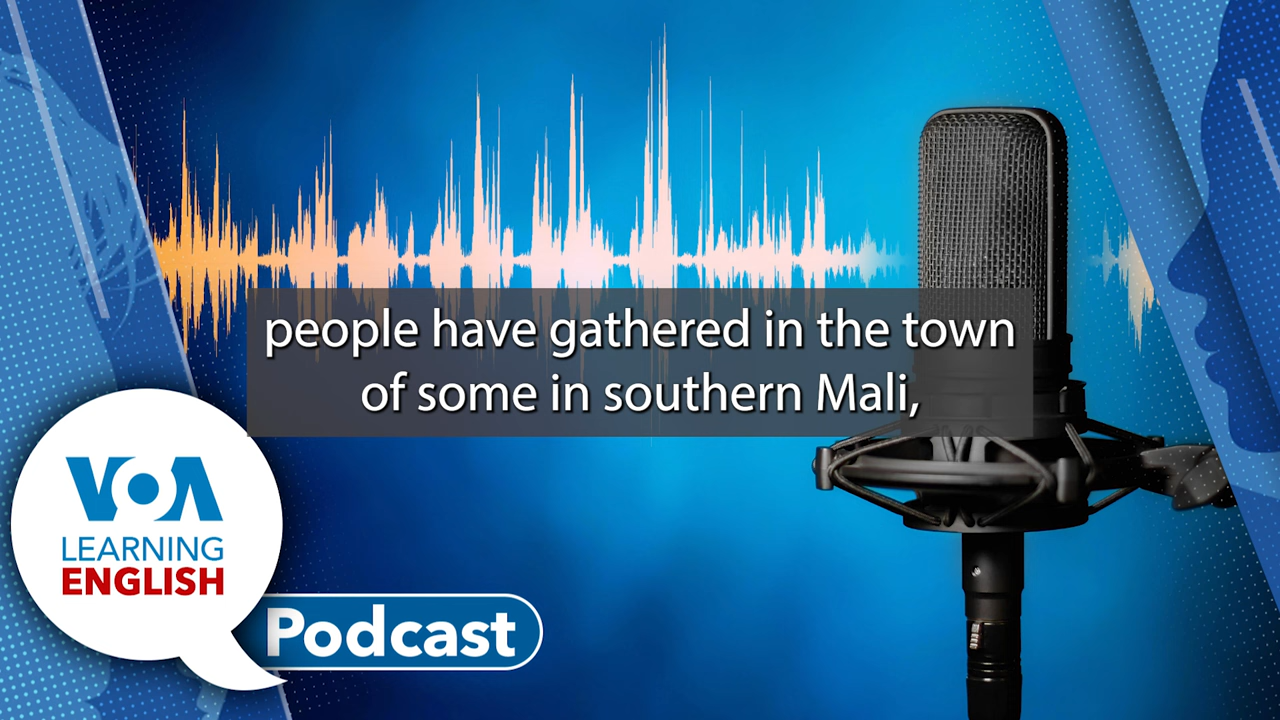 people have gathered in the town
of some in southern Mali,
VOA
LEARNING
ENGLISH
Podcast